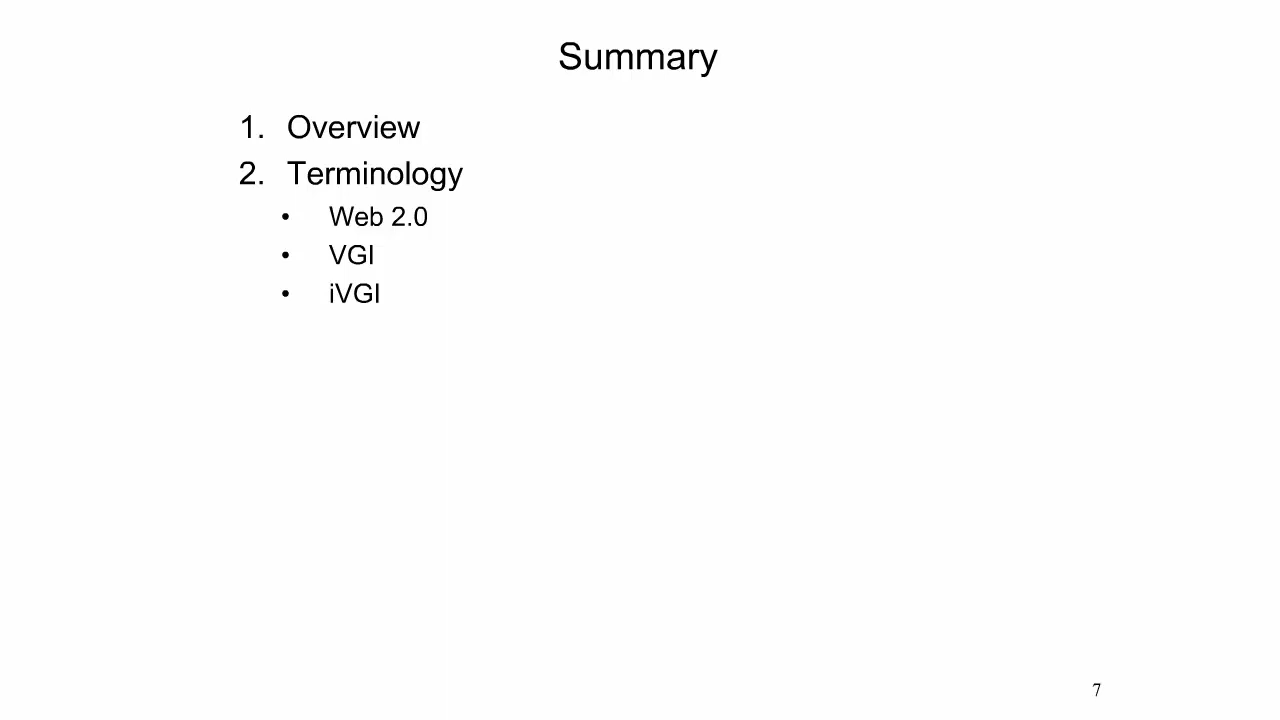 Summary
1. Overview
2. Terminology
• Web 2.0
• VGI
• iVGI
7